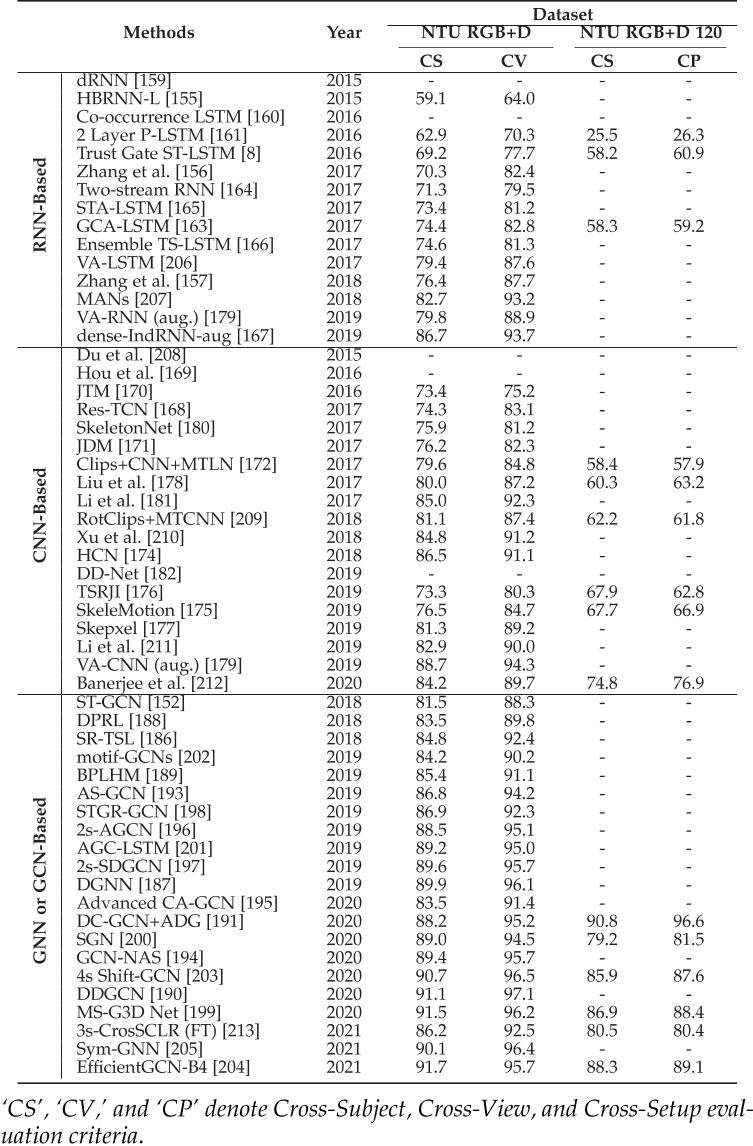 Dataset
Methods Year NTU RGB+D NTU RGB+D 120
CS CV CS CP
RNN-Based
dRNN [159] 2015 - - - -
HBRNN-L [155] 2015 59.1 64.0 - -
Co-occurrence LSTM [160] 2016 - - - -
2 Layer P-LSTM [161] 2016 62.9 70.3 25.5 26.3
Trust Gate ST-LSTM [8] 2016 69.2 77.7 58.2 60.9
Zhang et al. [156] 2017 70.3 82.4 - -
Two-stream RNN [164] 2017 71.3 79.5 - -
STA-LSTM [165] 2017 73.4 81.2 - -
GCA-LSTM [163] 2017 74.4 82.8 58.3 59.2
Ensemble TS-LSTM [166] 2017 74.6 81.3 - -
VA-LSTM [206] 2017 79.4 87.6 - -
Zhang et al. [157] 2018 76.4 87.7 - -
MANs [207] 2018 82.7 93.2 - -
VA-RNN (aug.) [179] 2019 79.8 88.9 - -
dense-IndRNN-aug [167] 2019 86.7 93.7 - -
CNN-Based
Du et al. [208] 2015 - - - -
Hou et al. [169] 2016 - - - -
JTM [170] 2016 73.4 75.2 - -
Res-TCN [168] 2017 74.3 83.1 - -
SkeletonNet [180] 2017 75.9 81.2 - -
JDM [171] 2017 76.2 82.3 - -
Clips+CNN+MTLN [172] 2017 79.6 84.8 58.4 57.9
Liu et al. [178] 2017 80.0 87.2 60.3 63.2
Li et al. [181] 2017 85.0 92.3 - -
RotClips+MTCNN [209] 2018 81.1 87.4 62.2 61.8
Xu et al. [210] 2018 84.8 91.2 - -
HCN [174] 2018 86.5 91.1 - -
DD-Net [182] 2019 - - - -
TSRJI [176] 2019 73.3 80.3 67.9 62.8
SkeleMotion [175] 2019 76.5 84.7 67.7 66.9
Skepxel [177] 2019 81.3 89.2 - -
Li et al. [211] 2019 82.9 90.0 - -
VA-CNN (aug.) [179] 2019 88.7 94.3 - -
Banerjee et al. [212] 2020 84.2 89.7 74.8 76.9
GNN or GCN-Based
ST-GCN [152] 2018 81.5 88.3 - -
DPRL [188] 2018 83.5 89.8 - -
SR-TSL [186] 2018 84.8 92.4 - -
motif-GCNs [202] 2019 84.2 90.2 - -
BPLHM [189] 2019 85.4 91.1 - -
AS-GCN [193] 2019 86.8 94.2 - -
STGR-GCN [198] 2019 86.9 92.3 - -
2s-AGCN [196] 2019 88.5 95.1 - -
AGC-LSTM [201] 2019 89.2 95.0 - -
2s-SDGCN [197] 2019 89.6 95.7 - -
DGNN [187] 2019 89.9 96.1 - -
Advanced CA-GCN [195] 2020 83.5 91.4 - -
DC-GCN+ADG [191] 2020 88.2 95.2 90.8 96.6
SGN [200] 2020 89.0 94.5 79.2 81.5
GCN-NAS [194] 2020 89.4 95.7 - -
4s Shift-GCN [203] 2020 90.7 96.5 85.9 87.6
DDGCN [190] 2020 91.1 97.1 - -
MS-G3D Net [199] 2020 91.5 96.2 86.9 88.4
3s-CrosSCLR (FT) [213] 2021 86.2 92.5 80.5 80.4
Sym-GNN [205] 2021 90.1 96.4 - -
EfficientGCN-B4 [204] 2021 91.7 95.7 88.3 89.1
‘CS’, ‘CV,’ and ‘CP’ denote Cross-Subject, Cross-View, and Cross-Setup eval-
uation criteria.